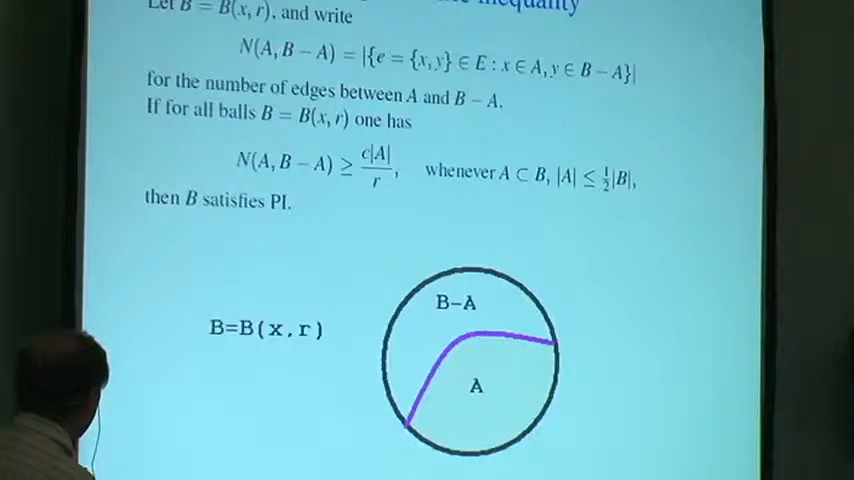 inequality
Let B = B(x, r), and write
N(A, B − A) = |{e = {x, y} ∈ E : x ∈ A, y ∈ B − A}|
for the number of edges between A and B − A.
If for all balls B = B(x, r) one has
N(A, B − A) ≥ c|A|/r, whenever A ⊂ B, |A| ≤ ½|B|,
then B satisfies PI.
B−A
B=B(x,r)
A